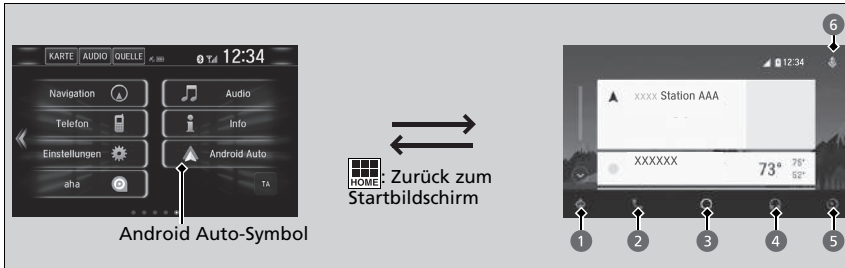 KARTE AUDIO QUELLE 12:34
Navigation
Audio
Telefon
Info
Einstellungen
Android Auto
aha
TA
Android Auto-Symbol
HOME : Zurück zum
Startbildschirm
6
12:34
xxxx Station AAA
XXXXXX
73° 75°
52°
1 2 3 4 5